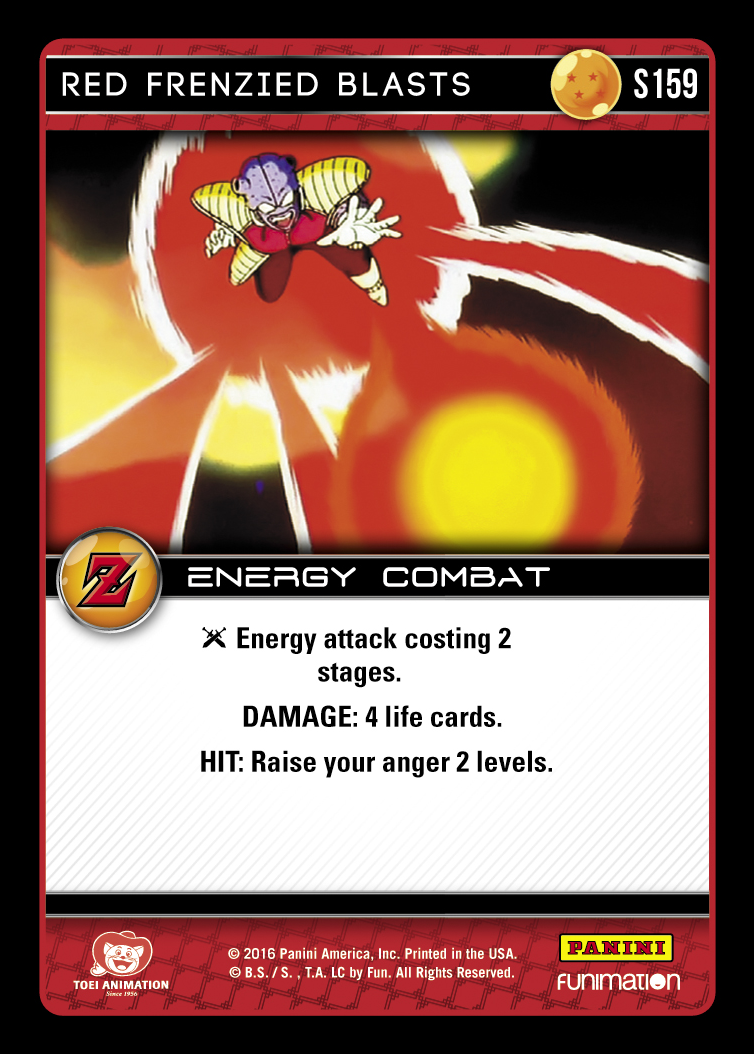 RED FRENZIED BLASTS
S159
Z
ENERGY COMBAT
Energy attack costing 2
stages.
DAMAGE: 4 life cards.
HIT: Raise your anger 2 levels.
TOEI ANIMATION
Since 1956
© 2016 Panini America, Inc. Printed in the USA.
© B.S. / S. , T.A. LC by Fun. All Rights Reserved.
PANINI
FUNIMATION